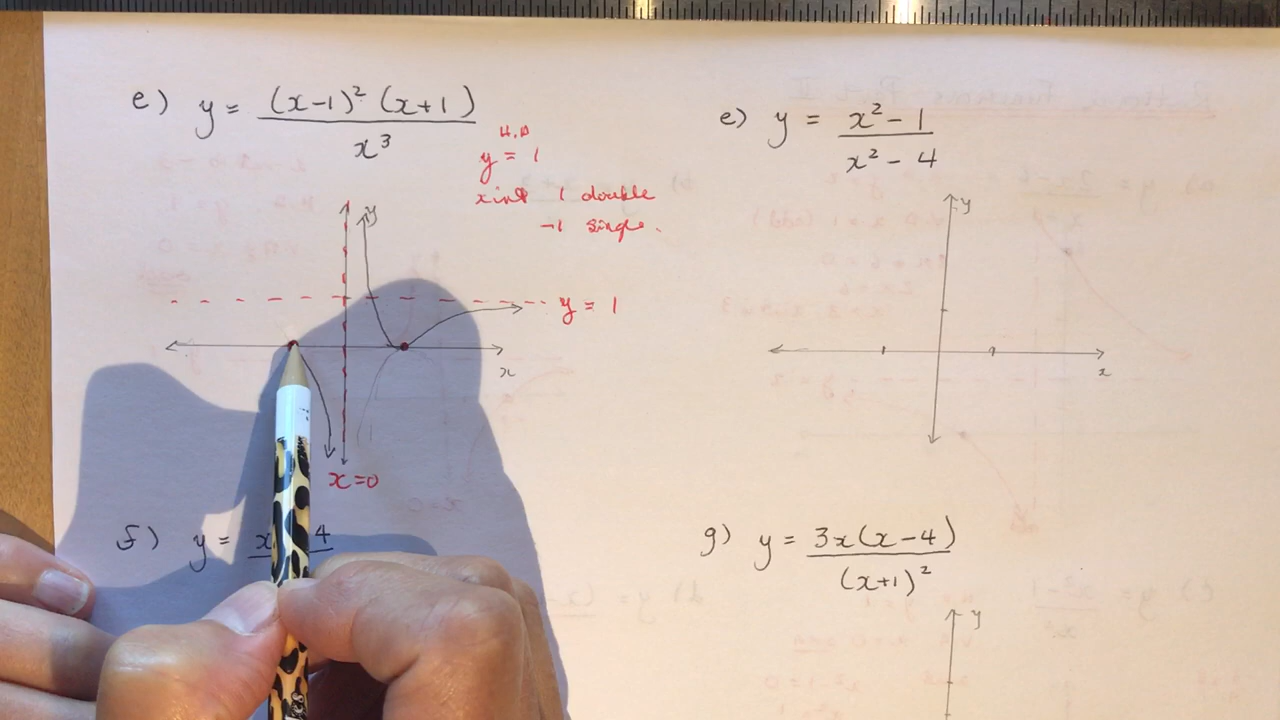 e) y = (x-1)² (x+1)
x³
H.A
y = 1
x int 1 double
-1 single.
y
y = 1
x
x=0
f) y =
e) y = x² - 1
x² - 4
y
x
g) y = 3x(x-4)
(x+1)²
y